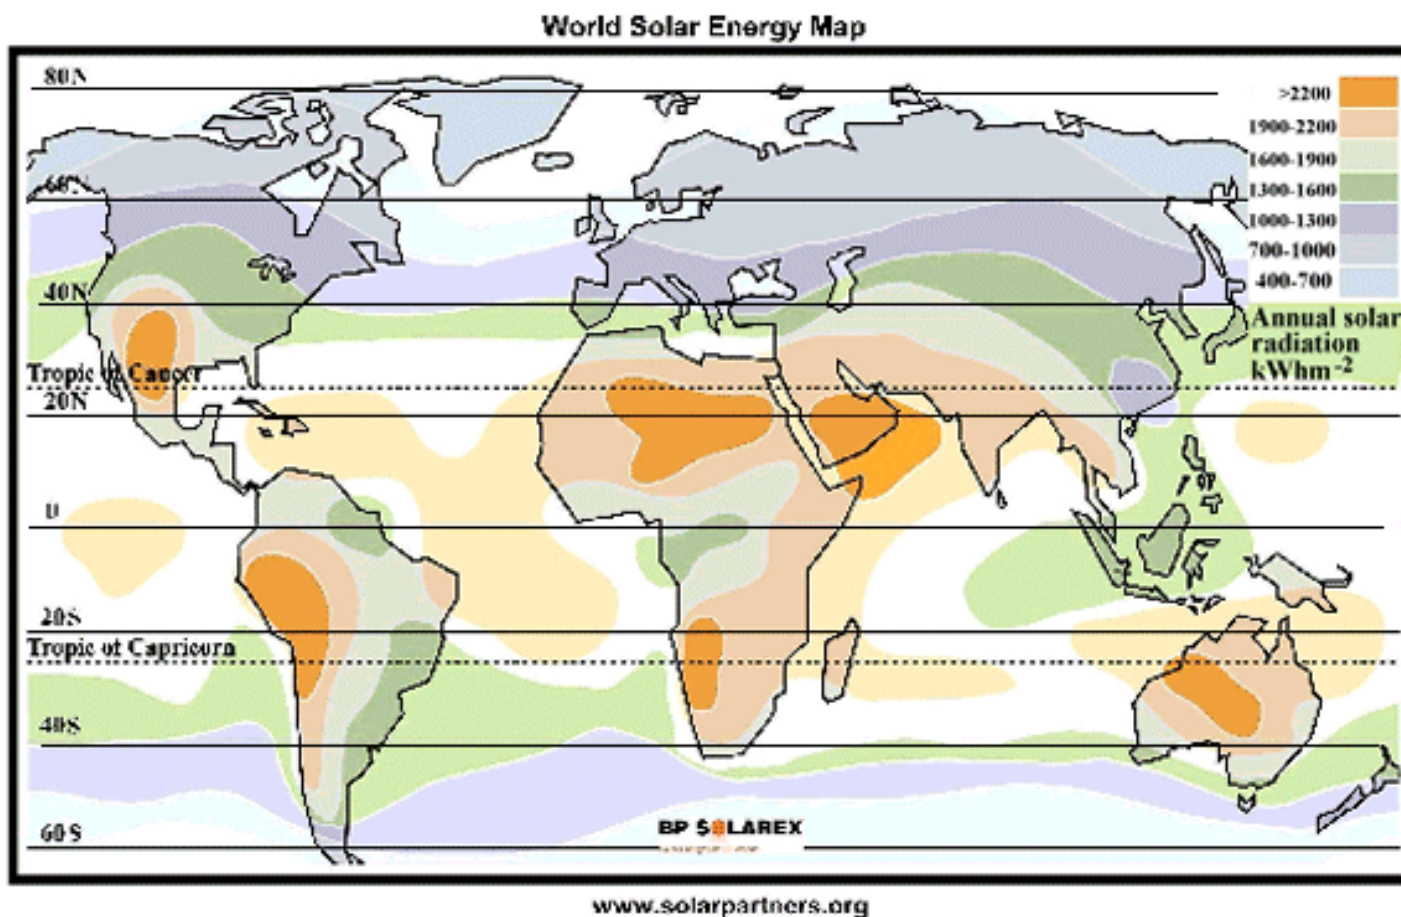 World Solar Energy Map
80N
>2200
1900-2200
1600-1900
1300-1600
1000-1300
700-1000
400-700
60N
40N
Annual solar
radiation
kWhm-2
Tropic of Cancer
20N
0
20S
Tropic of Capricorn
40S
60S
BP SOLAREX
www.solarpartners.org